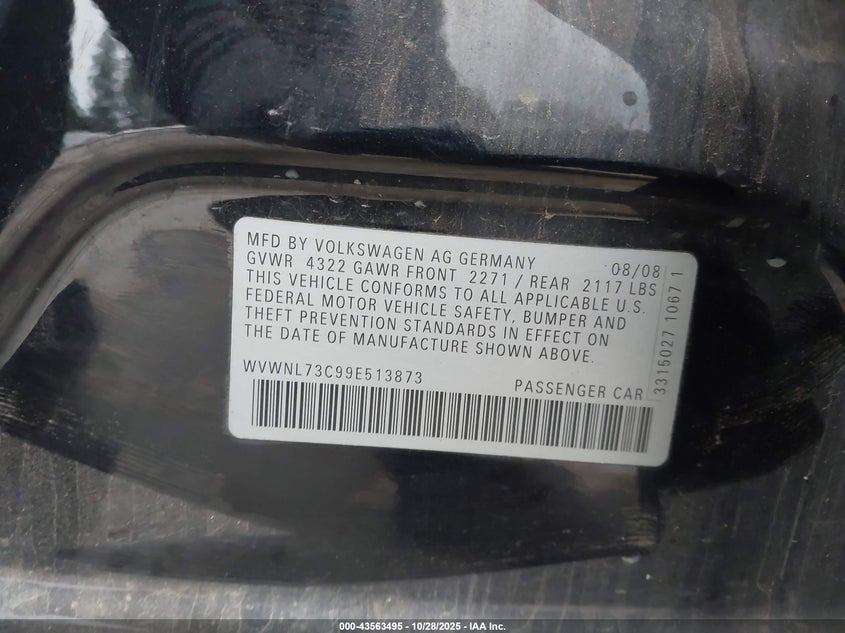 MFD BY VOLKSWAGEN AG GERMANY 08/08
GVWR 4322 GAWR FRONT 2271 / REAR 2117 LBS
THIS VEHICLE CONFORMS TO ALL APPLICABLE U.S.
FEDERAL MOTOR VEHICLE SAFETY, BUMPER AND
THEFT PREVENTION STANDARDS IN EFFECT ON
THE DATE OF MANUFACTURE SHOWN ABOVE.
WVWNL73C99E513873 PASSENGER CAR
3315027 1067 1
000-43563495 - 10/28/2025 - IAA Inc.